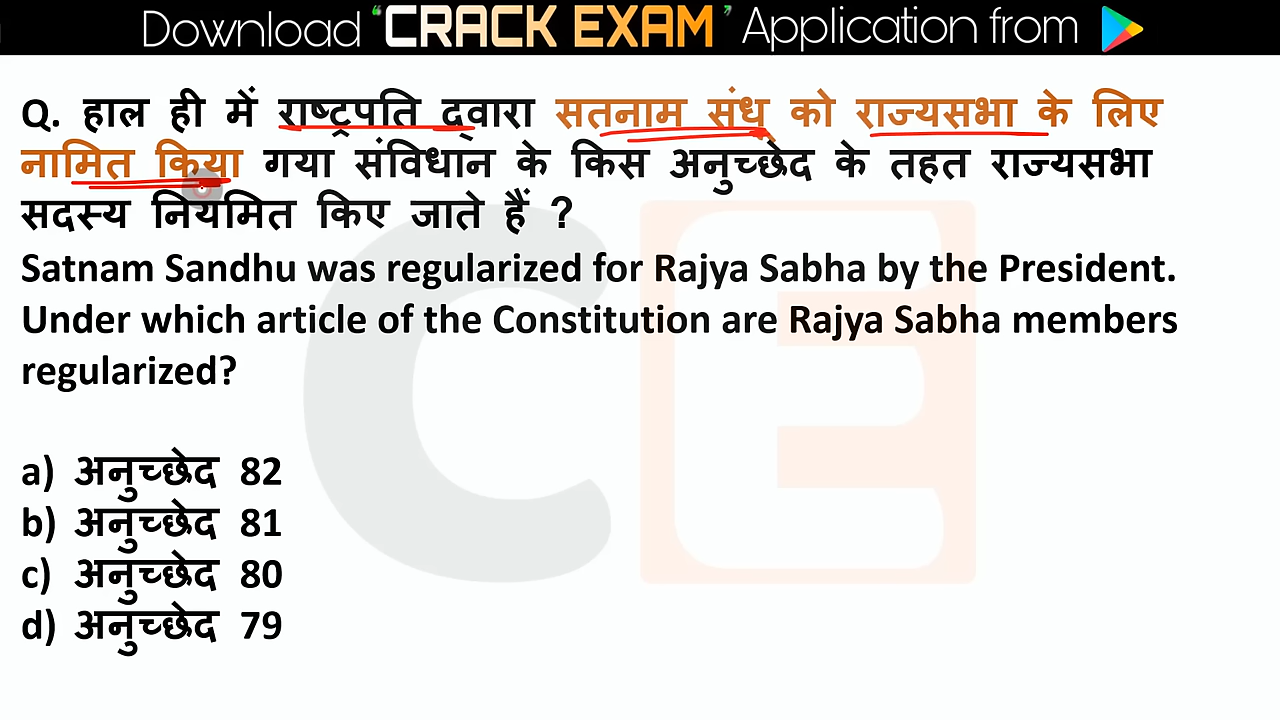 Download “CRACK EXAM” Application from
Q. हाल ही में राष्ट्रपति द्वारा सतनाम संधु को राज्यसभा के लिए
नामित किया गया संविधान के किस अनुच्छेद के तहत राज्यसभा
सदस्य नियमित किए जाते हैं ?
Satnam Sandhu was regularized for Rajya Sabha by the President.
Under which article of the Constitution are Rajya Sabha members
regularized?
a) अनुच्छेद 82
b) अनुच्छेद 81
c) अनुच्छेद 80
d) अनुच्छेद 79
CE